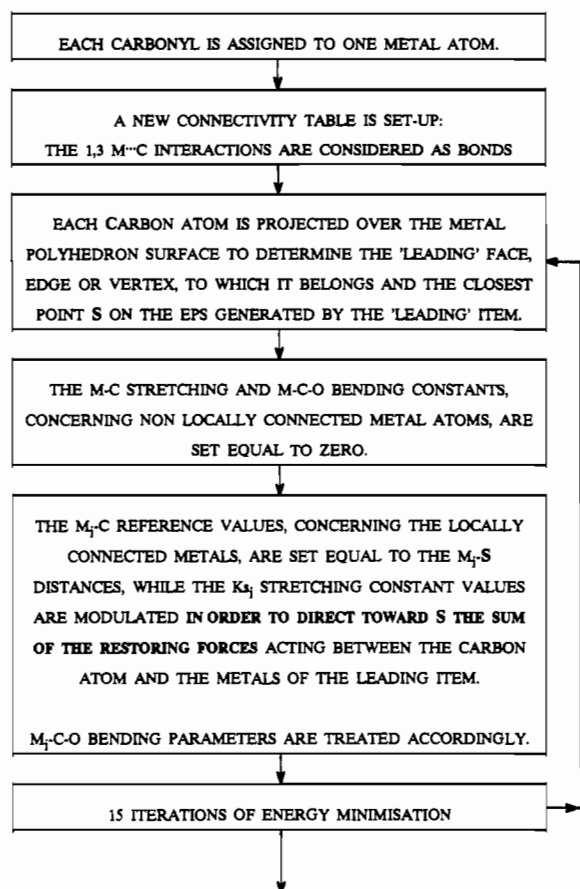 EACH CARBONYL IS ASSIGNED TO ONE METAL ATOM.
A NEW CONNECTIVITY TABLE IS SET-UP:
THE 1,3 M···C INTERACTIONS ARE CONSIDERED AS BONDS
EACH CARBON ATOM IS PROJECTED OVER THE METAL
POLYHEDRON SURFACE TO DETERMINE THE 'LEADING' FACE,
EDGE OR VERTEX, TO WHICH IT BELONGS AND THE CLOSEST
POINT S ON THE EPS GENERATED BY THE 'LEADING' ITEM.
THE M-C STRETCHING AND M-C-O BENDING CONSTANTS,
CONCERNING NON LOCALLY CONNECTED METAL ATOMS, ARE
SET EQUAL TO ZERO.
THE Mj-C REFERENCE VALUES, CONCERNING THE LOCALLY
CONNECTED METALS, ARE SET EQUAL TO THE Mj-S
DISTANCES, WHILE THE Ksj STRETCHING CONSTANT VALUES
ARE MODULATED IN ORDER TO DIRECT TOWARD S THE SUM
OF THE RESTORING FORCES ACTING BETWEEN THE CARBON
ATOM AND THE METALS OF THE LEADING ITEM.
Mj-C-O BENDING PARAMETERS ARE TREATED ACCORDINGLY.
15 ITERATIONS OF ENERGY MINIMISATION